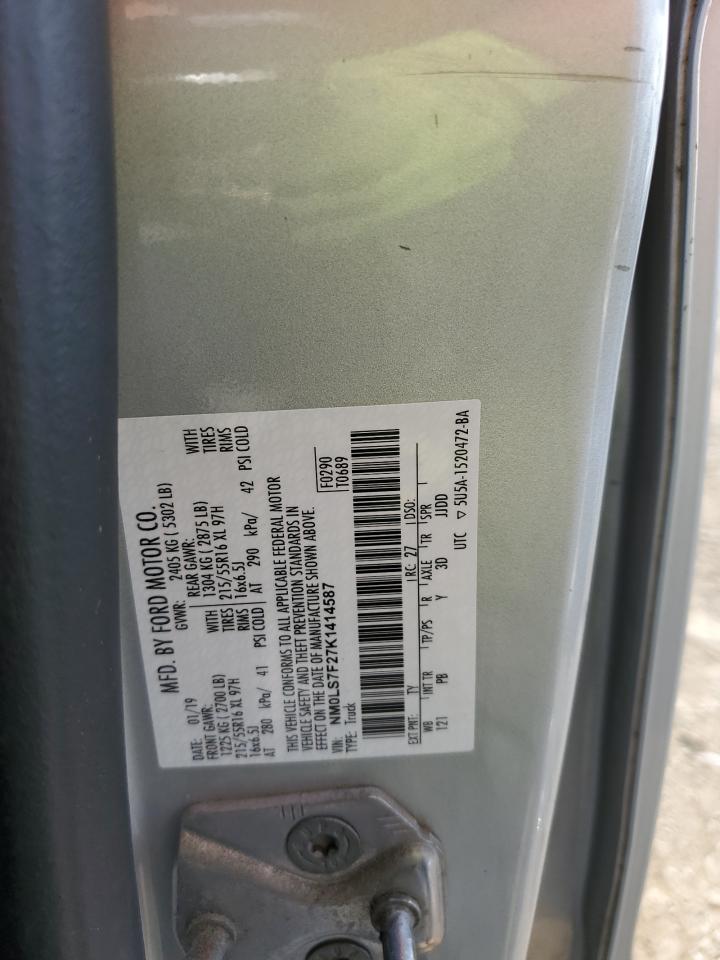 MFD. BY FORD MOTOR CO.
DATE: 01/19 GVWR: 2405 KG ( 5302 LB)
FRONT GAWR: REAR GAWR:
1225 KG ( 2700 LB) WITH 1304 KG ( 2875 LB) WITH
215/55R16 XL 97H TIRES 215/55R16 XL 97H TIRES
16x6.5J RIMS 16x6.5J RIMS
AT 280 kPa/ 41 PSI COLD AT 290 kPa/ 42 PSI COLD
THIS VEHICLE CONFORMS TO ALL APPLICABLE FEDERAL MOTOR
VEHICLE SAFETY AND THEFT PREVENTION STANDARDS IN
EFFECT ON THE DATE OF MANUFACTURE SHOWN ABOVE.
VIN: NM0LS7F27K1414587 F0290
TYPE: Truck T0689
EXT PNT: TY RC: 27 DSO:
WB INT TR TP/PS R AXLE TR SPR
121 PB Y 3D JJDD
UTC ▽ 5U5A-1520472-BA